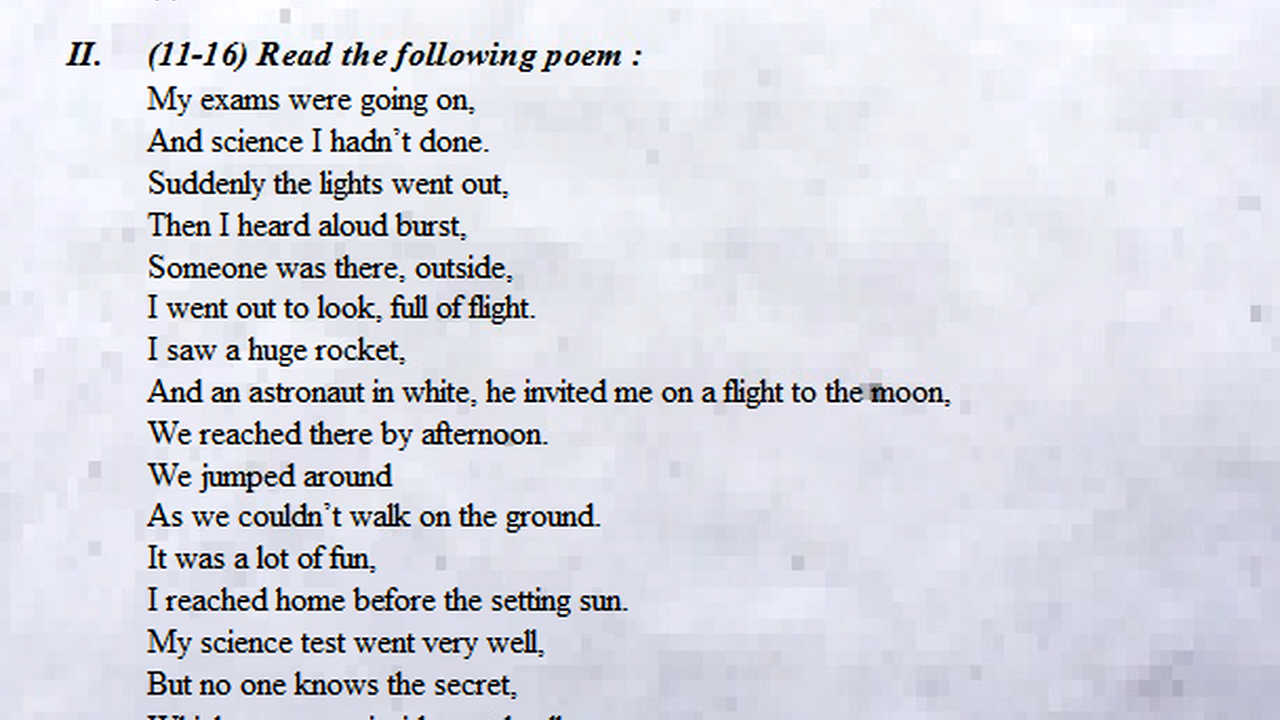 II. (11-16) Read the following poem :
My exams were going on,
And science I hadn't done.
Suddenly the lights went out,
Then I heard aloud burst,
Someone was there, outside,
I went out to look, full of flight.
I saw a huge rocket,
And an astronaut in white, he invited me on a flight to the moon,
We reached there by afternoon.
We jumped around
As we couldn't walk on the ground.
It was a lot of fun,
I reached home before the setting sun.
My science test went very well,
But no one knows the secret,